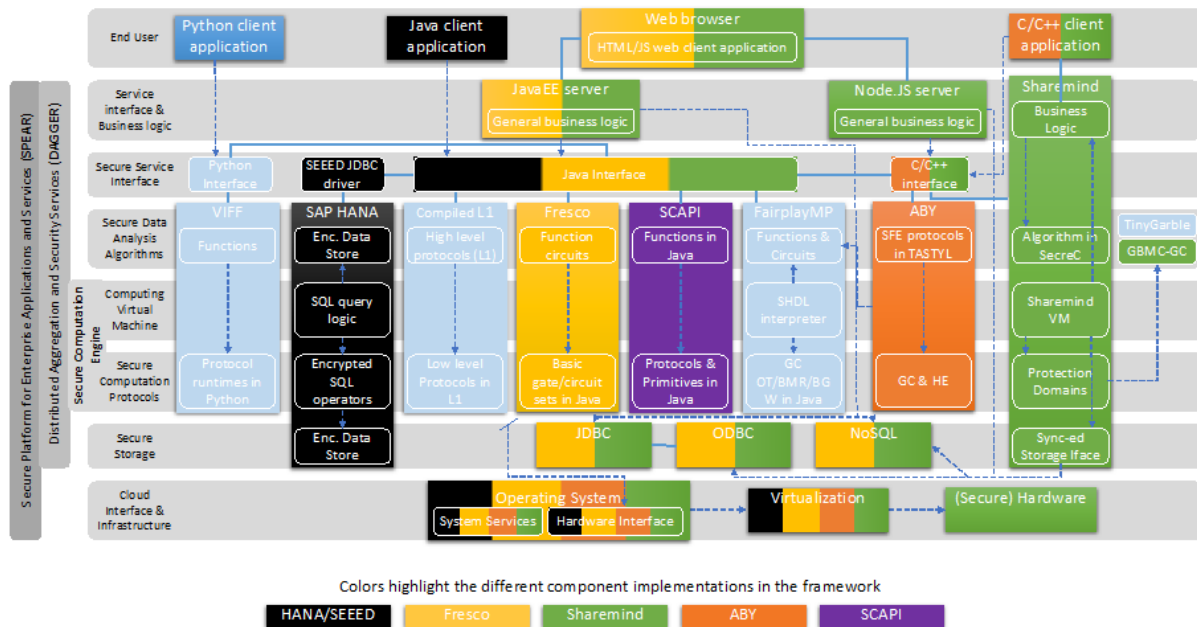 Secure Platform for Enterprise Applications and Services (SPEAR)
Distributed Aggregation and Security Services (DAGGER)
Secure Computation
Engine
End User
Python client
application
Java client
application
Web browser
HTML/JS web client application
C/C++ client
application
Service
interface &
Business logic
JavaEE server
General business logic
Node.JS server
General business logic
Sharemind
Business
Logic
Secure Service
Interface
Python
Interface
SEEED JDBC
driver
Java Interface
C/C++
interface
Secure Data
Analysis
Algorithms
VIFF
Functions
SAP HANA
Enc. Data
Store
Compiled L1
High level
protocols (L1)
Fresco
Function
circuits
SCAPI
Functions in
Java
FairplayMP
Functions &
Circuits
ABY
SFE protocols
in TASTYL
Algorithm in
SecreC
TinyGarble
GBMC-GC
Computing
Virtual
Machine
SQL query
logic
SHDL
interpreter
Sharemind
VM
Secure
Computation
Protocols
Protocol
runtimes in
Python
Encrypted
SQL
operators
Low level
Protocols in
L1
Basic
gate/circuit
sets in Java
Protocols &
Primitives in
Java
GC
OT/BMR/BG
W in Java
GC & HE
Protection
Domains
Secure
Storage
Enc. Data
Store
JDBC
ODBC
NoSQL
Sync-ed
Storage Iface
Cloud
Interface &
Infrastructure
Operating System
System Services
Hardware Interface
Virtualization
(Secure) Hardware
Colors highlight the different component implementations in the framework
HANA/SEEED
Fresco
Sharemind
ABY
SCAPI